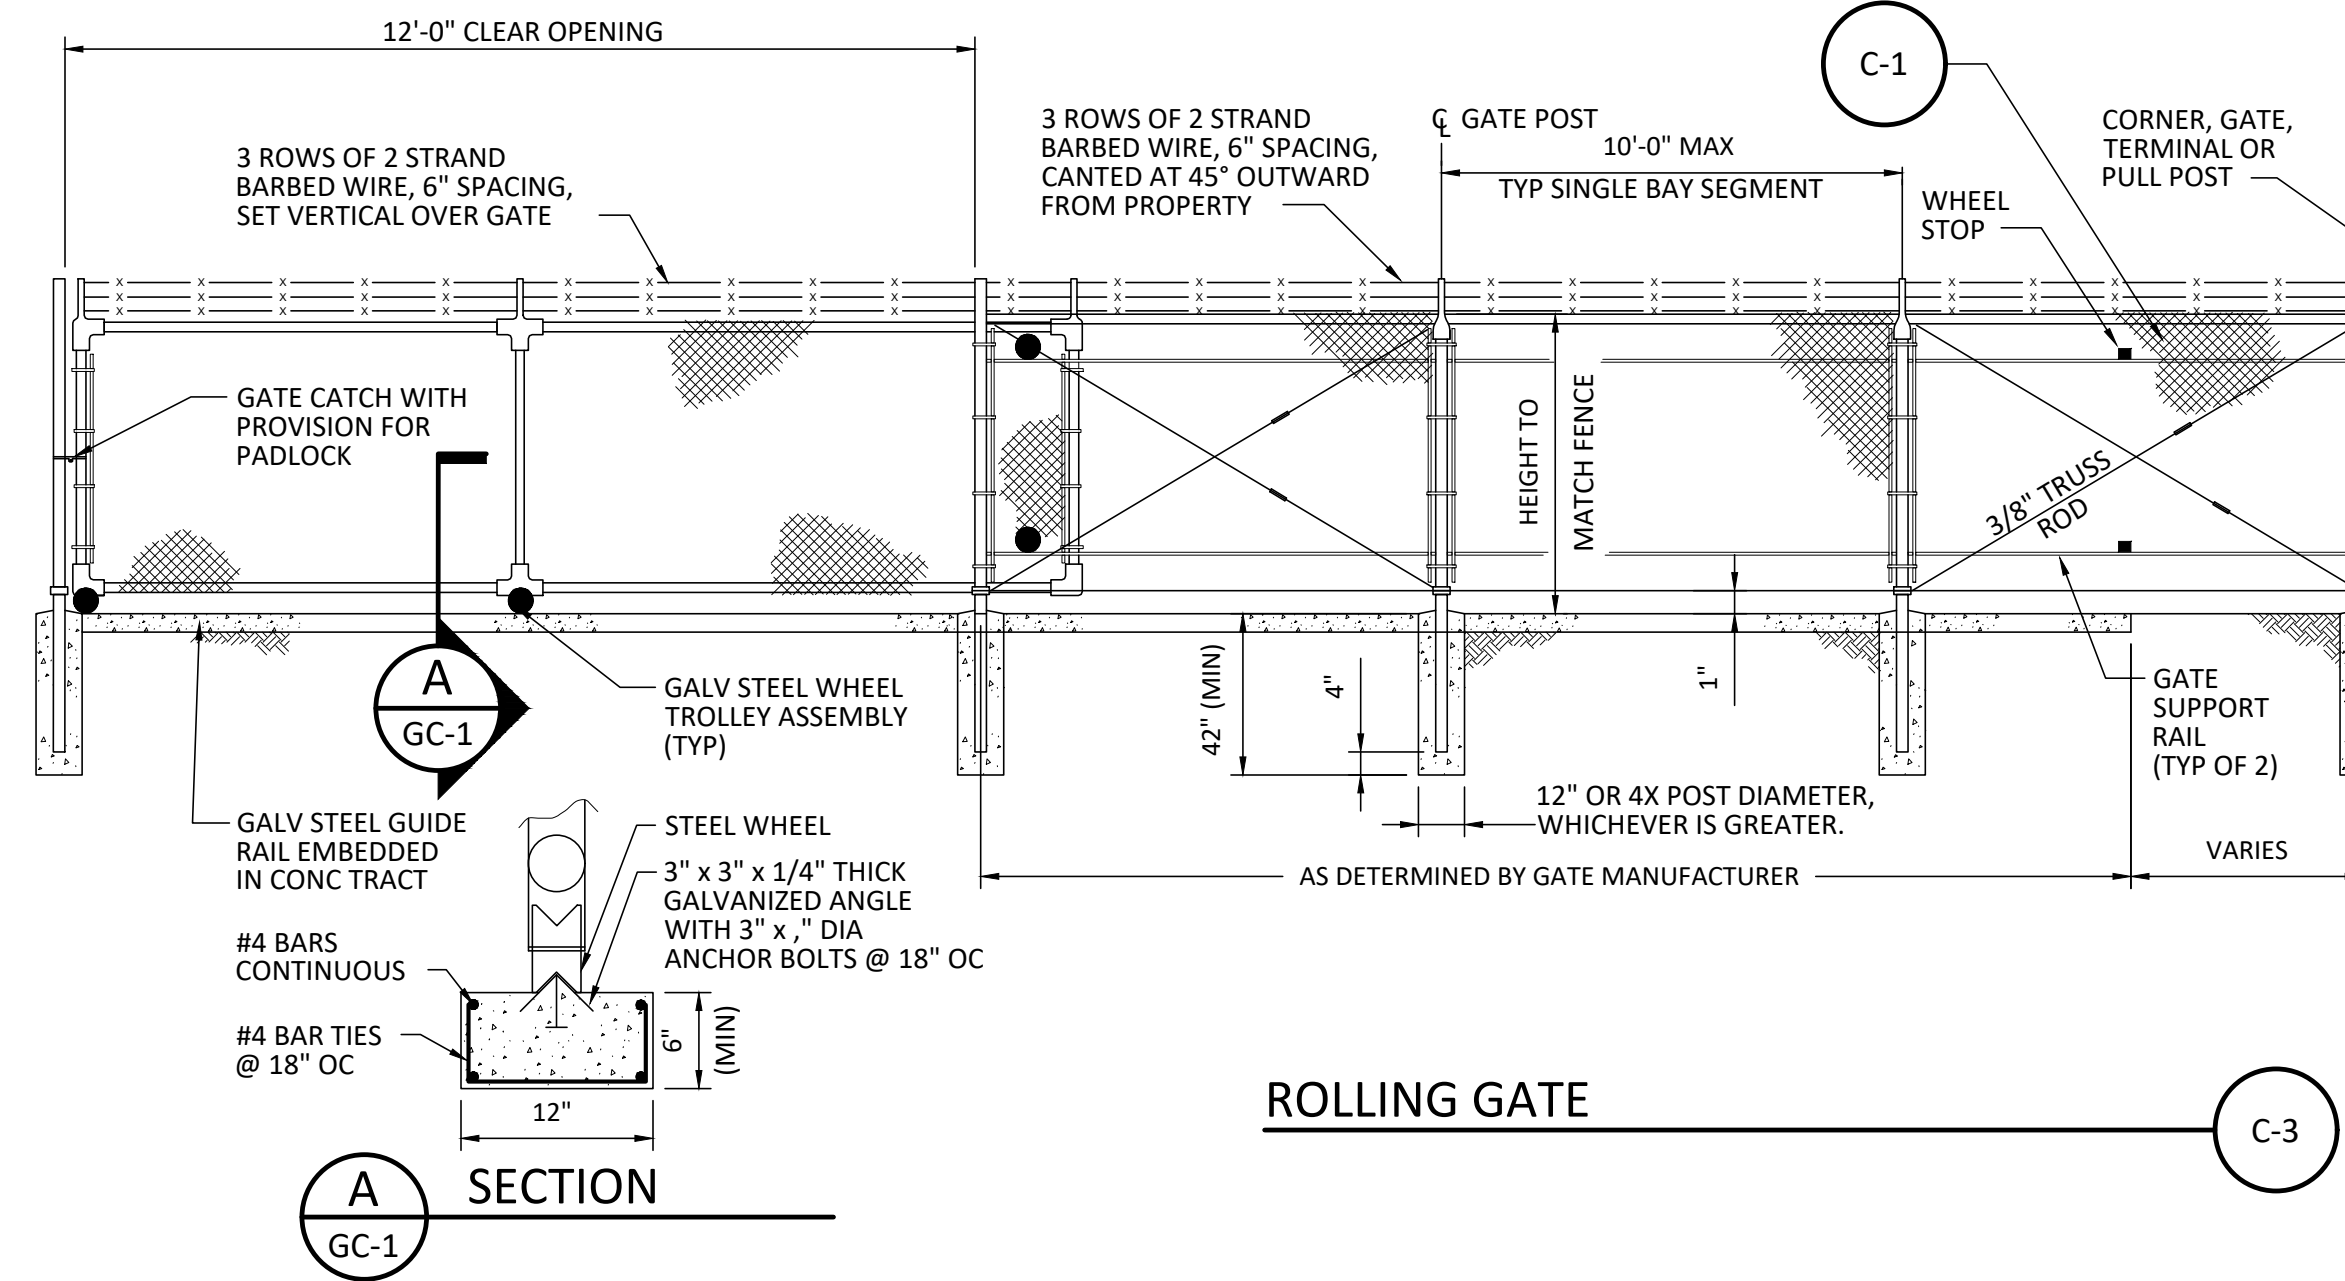 12'-0" CLEAR OPENING
C-1
3 ROWS OF 2 STRAND
BARBED WIRE, 6" SPACING,
SET VERTICAL OVER GATE
3 ROWS OF 2 STRAND
BARBED WIRE, 6" SPACING,
CANTED AT 45° OUTWARD
FROM PROPERTY
℄ GATE POST
10'-0" MAX
TYP SINGLE BAY SEGMENT
WHEEL
STOP
CORNER, GATE,
TERMINAL OR
PULL POST
X X X X X X X X X X X X X X X X X X X X X X X X X X
X X X X X X X X X X X X X X X X X X X X X X X X X X
X X X X X X X X X X X X X X X X X X X X X X X X X X
GATE CATCH WITH
PROVISION FOR
PADLOCK
HEIGHT TO
MATCH FENCE
3/8" TRUSS
ROD
A
GC-1
GALV STEEL WHEEL
TROLLEY ASSEMBLY
(TYP)
42" (MIN)
4"
1"
GATE
SUPPORT
RAIL
(TYP OF 2)
12" OR 4X POST DIAMETER,
WHICHEVER IS GREATER.
AS DETERMINED BY GATE MANUFACTURER
VARIES
GALV STEEL GUIDE
RAIL EMBEDDED
IN CONC TRACT
STEEL WHEEL
3" x 3" x 1/4" THICK
GALVANIZED ANGLE
WITH 3" x ," DIA
ANCHOR BOLTS @ 18" OC
#4 BARS
CONTINUOUS
#4 BAR TIES
@ 18" OC
6"
(MIN)
12"
A
GC-1
SECTION
ROLLING GATE
C-3